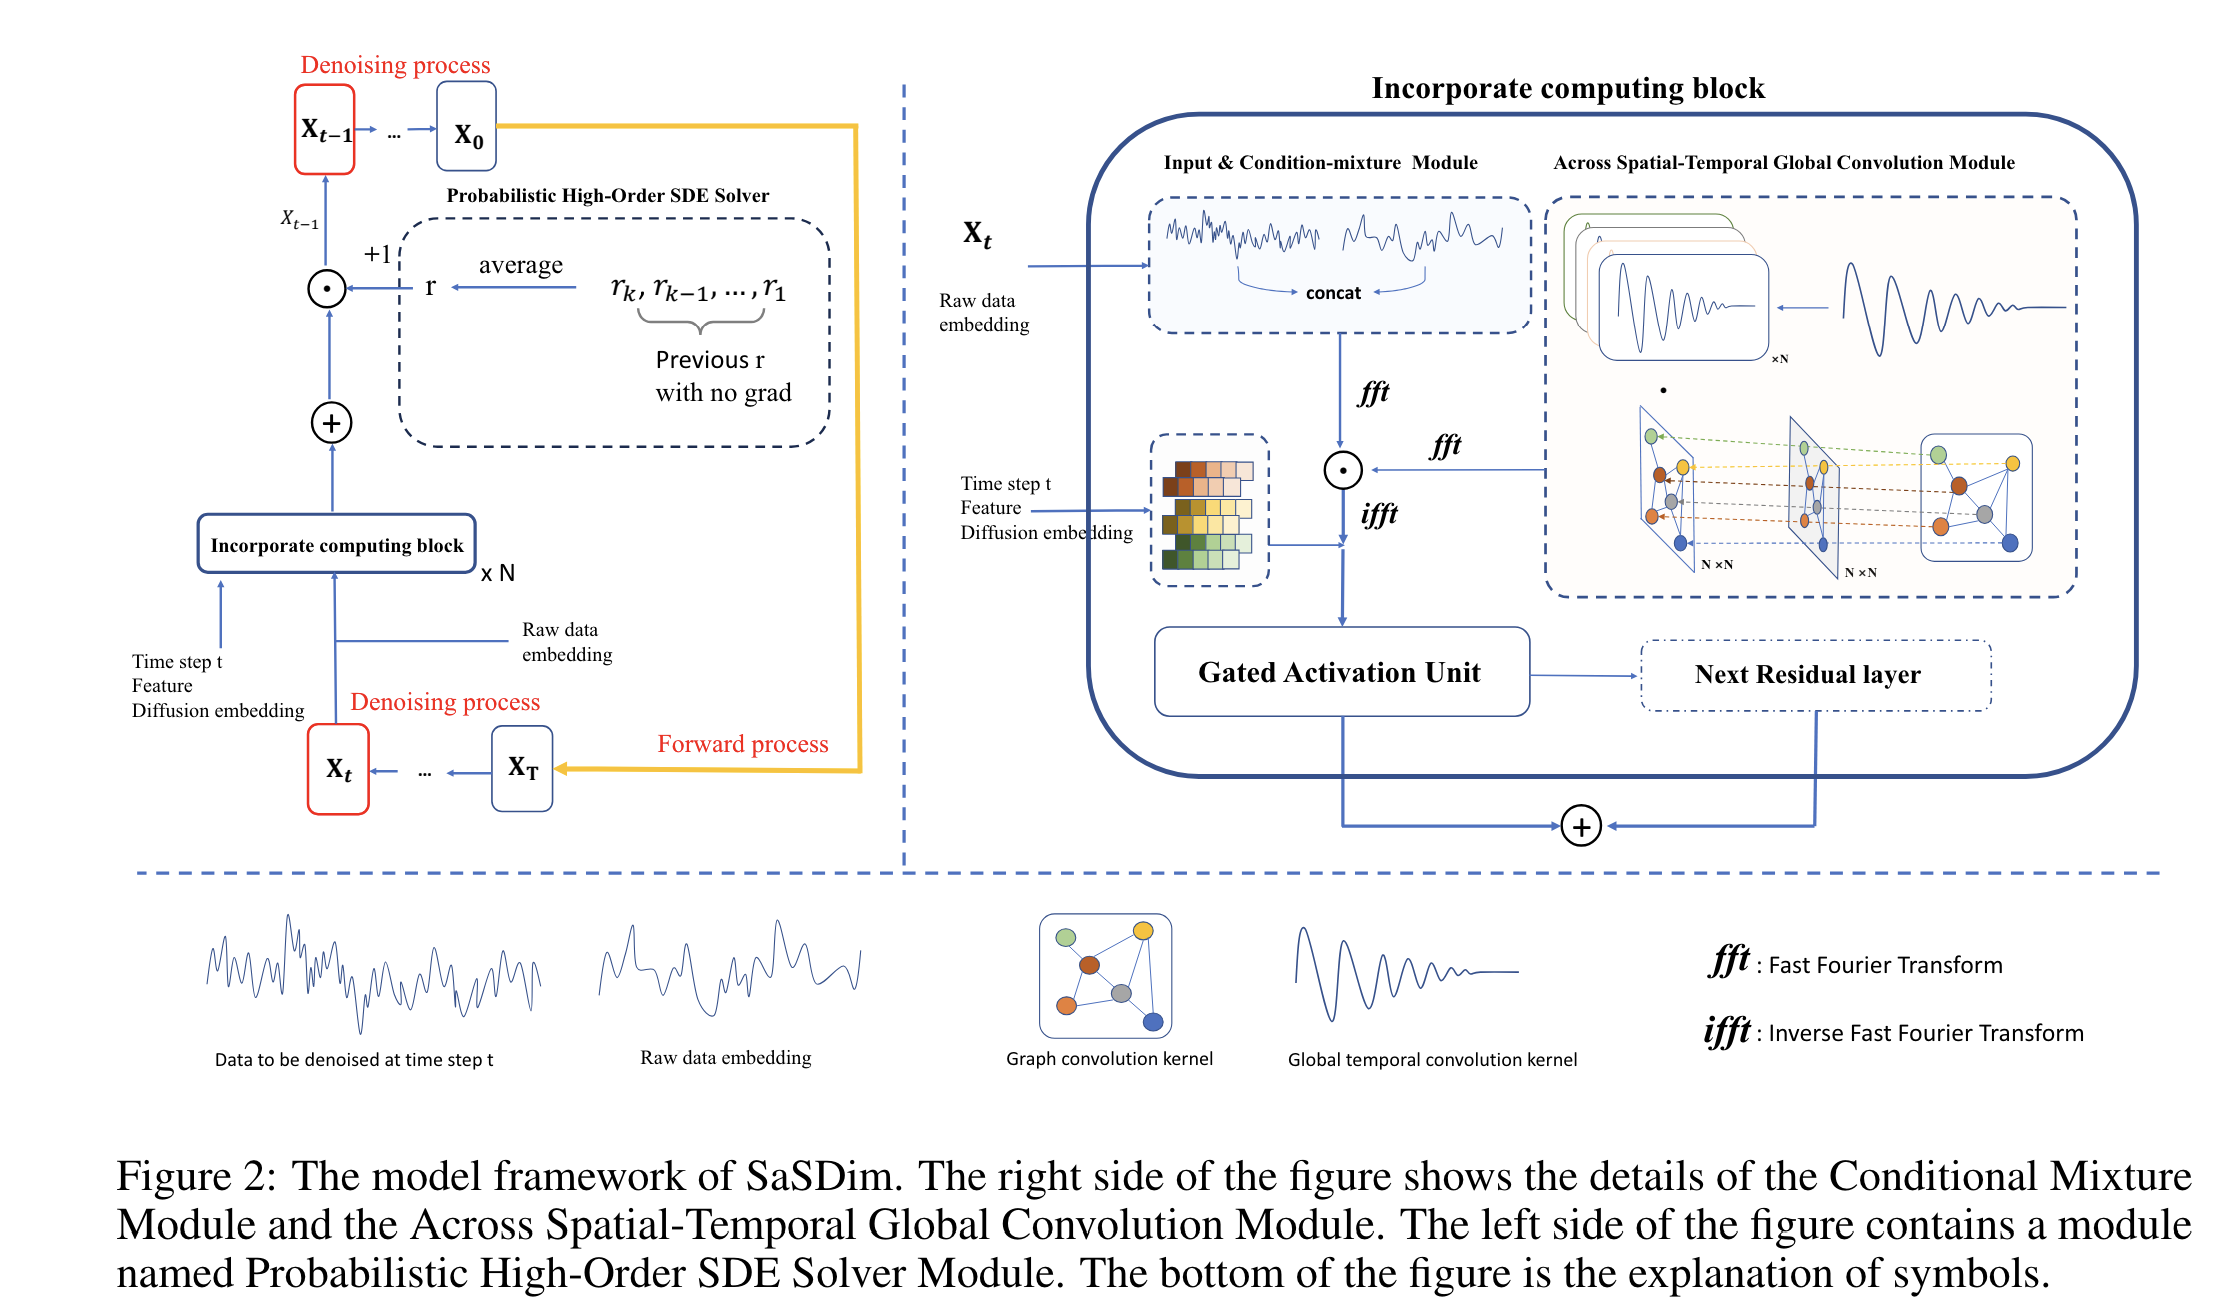 Denoising process
X_{t−1}
...
X_0
Probabilistic High-Order SDE Solver
X_{t−1}
+1
r
average
r_k, r_{k−1}, ..., r_1
Previous r
with no grad
+
Incorporate computing block
x N
Raw data
embedding
Time step t
Feature
Diffusion embedding
Denoising process
Forward process
X_t
...
X_T
Incorporate computing block
Input & Condition-mixture Module
Across Spatial-Temporal Global Convolution Module
X_t
Raw data
embedding
concat
×N
fft
fft
ifft
Time step t
Feature
Diffusion embedding
N ×N
N ×N
Gated Activation Unit
Next Residual layer
+
Data to be denoised at time step t
Raw data embedding
Graph convolution kernel
Global temporal convolution kernel
fft : Fast Fourier Transform
ifft : Inverse Fast Fourier Transform
Figure 2: The model framework of SaSDim. The right side of the figure shows the details of the Conditional Mixture
Module and the Across Spatial-Temporal Global Convolution Module. The left side of the figure contains a module
named Probabilistic High-Order SDE Solver Module. The bottom of the figure is the explanation of symbols.